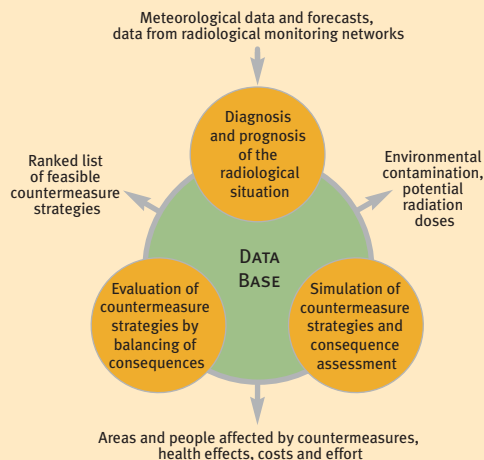 Meteorological data and forecasts,
data from radiological monitoring networks
Diagnosis
and prognosis
of the
radiological
situation
Ranked list
of feasible
countermeasure
strategies
Environmental
contamination,
potential
radiation
doses
DATA
BASE
Evaluation of
countermeasure
strategies by
balancing of
consequences
Simulation of
countermeasure
strategies and
consequence
assessment
Areas and people affected by countermeasures,
health effects, costs and effort